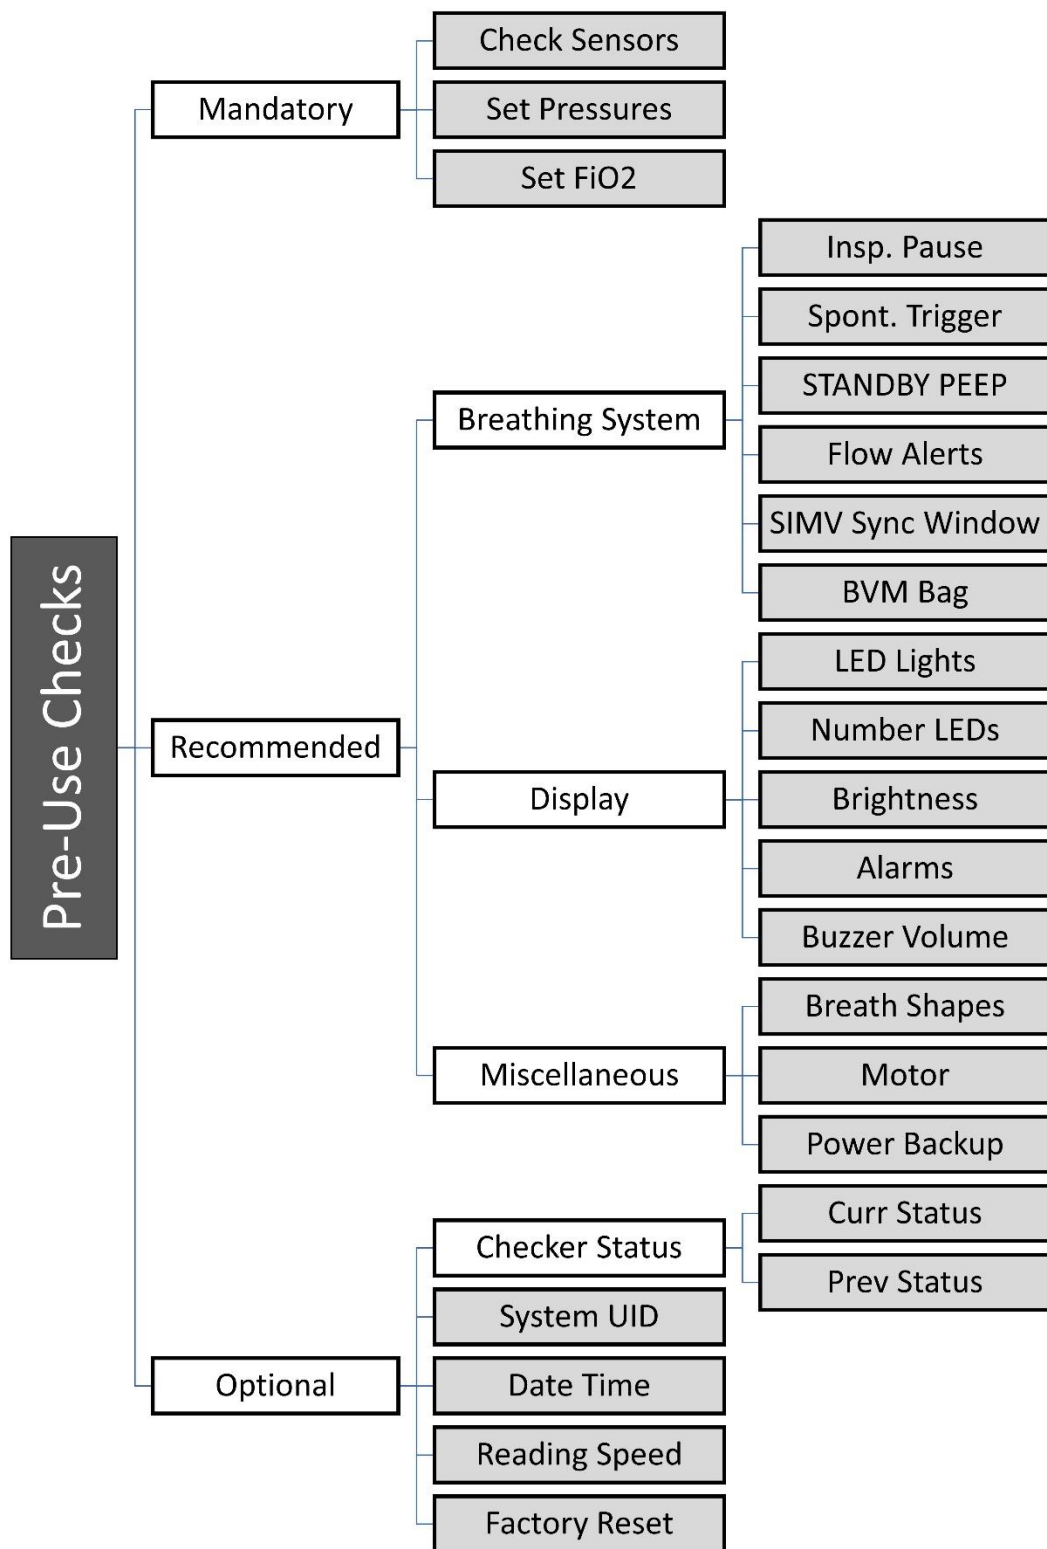 Pre-Use Checks
Mandatory
Check Sensors
Set Pressures
Set FiO2
Recommended
Breathing System
Insp. Pause
Spont. Trigger
STANDBY PEEP
Flow Alerts
SIMV Sync Window
BVM Bag
Display
LED Lights
Number LEDs
Brightness
Alarms
Buzzer Volume
Miscellaneous
Breath Shapes
Motor
Power Backup
Optional
Checker Status
Curr Status
Prev Status
System UID
Date Time
Reading Speed
Factory Reset